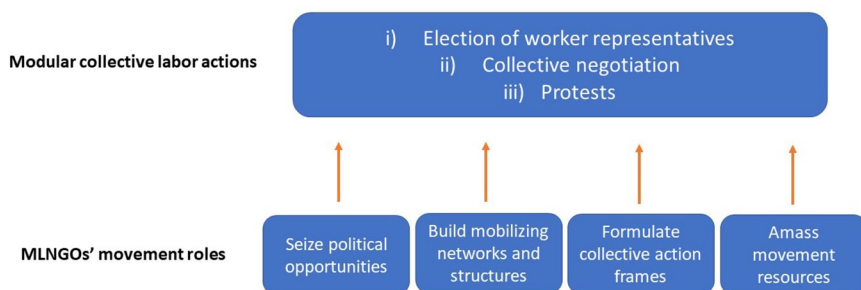 Modular collective labor actions
i) Election of worker representatives
ii) Collective negotiation
iii) Protests
MLNGOs' movement roles
Seize political
opportunities
Build mobilizing
networks and
structures
Formulate
collective action
frames
Amass
movement
resources